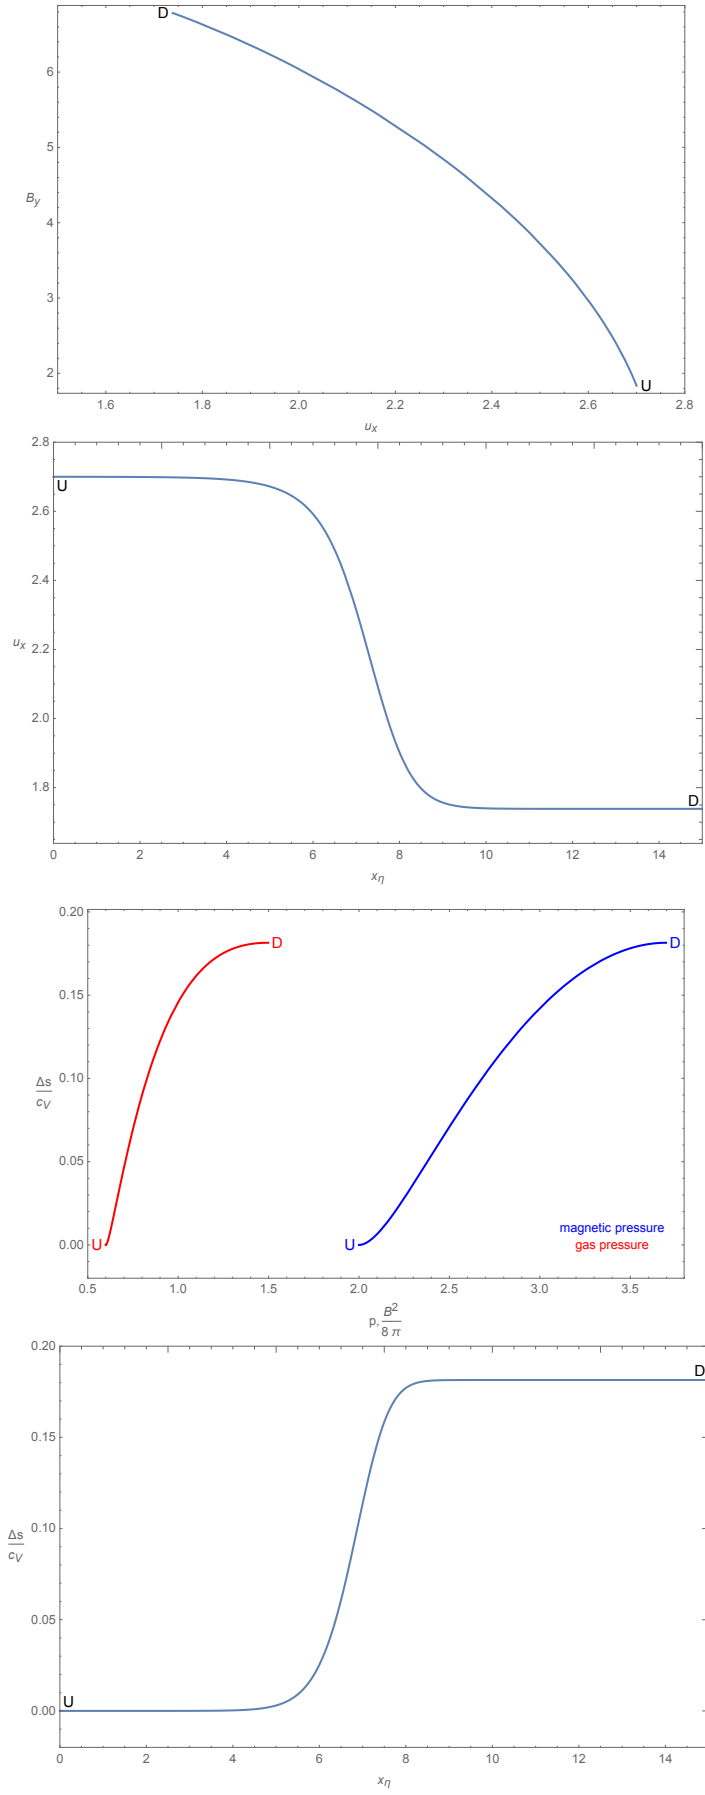 D
6
5
B_y
4
3
2
U
1.6 1.8 2.0 2.2 2.4 2.6 2.8
u_x
2.8
U
2.6
2.4
2.2
u_x
2.0
1.8
D
0 2 4 6 8 10 12 14
x_η
0.20
D D
0.15
0.10
Δs
c_V
0.05
magnetic pressure
0.00 U U
gas pressure
0.5 1.0 1.5 2.0 2.5 3.0 3.5
p, B^2
8 π
0.20
D
0.15
0.10
Δs
c_V
0.05
U
0.00
0 2 4 6 8 10 12 14
x_η